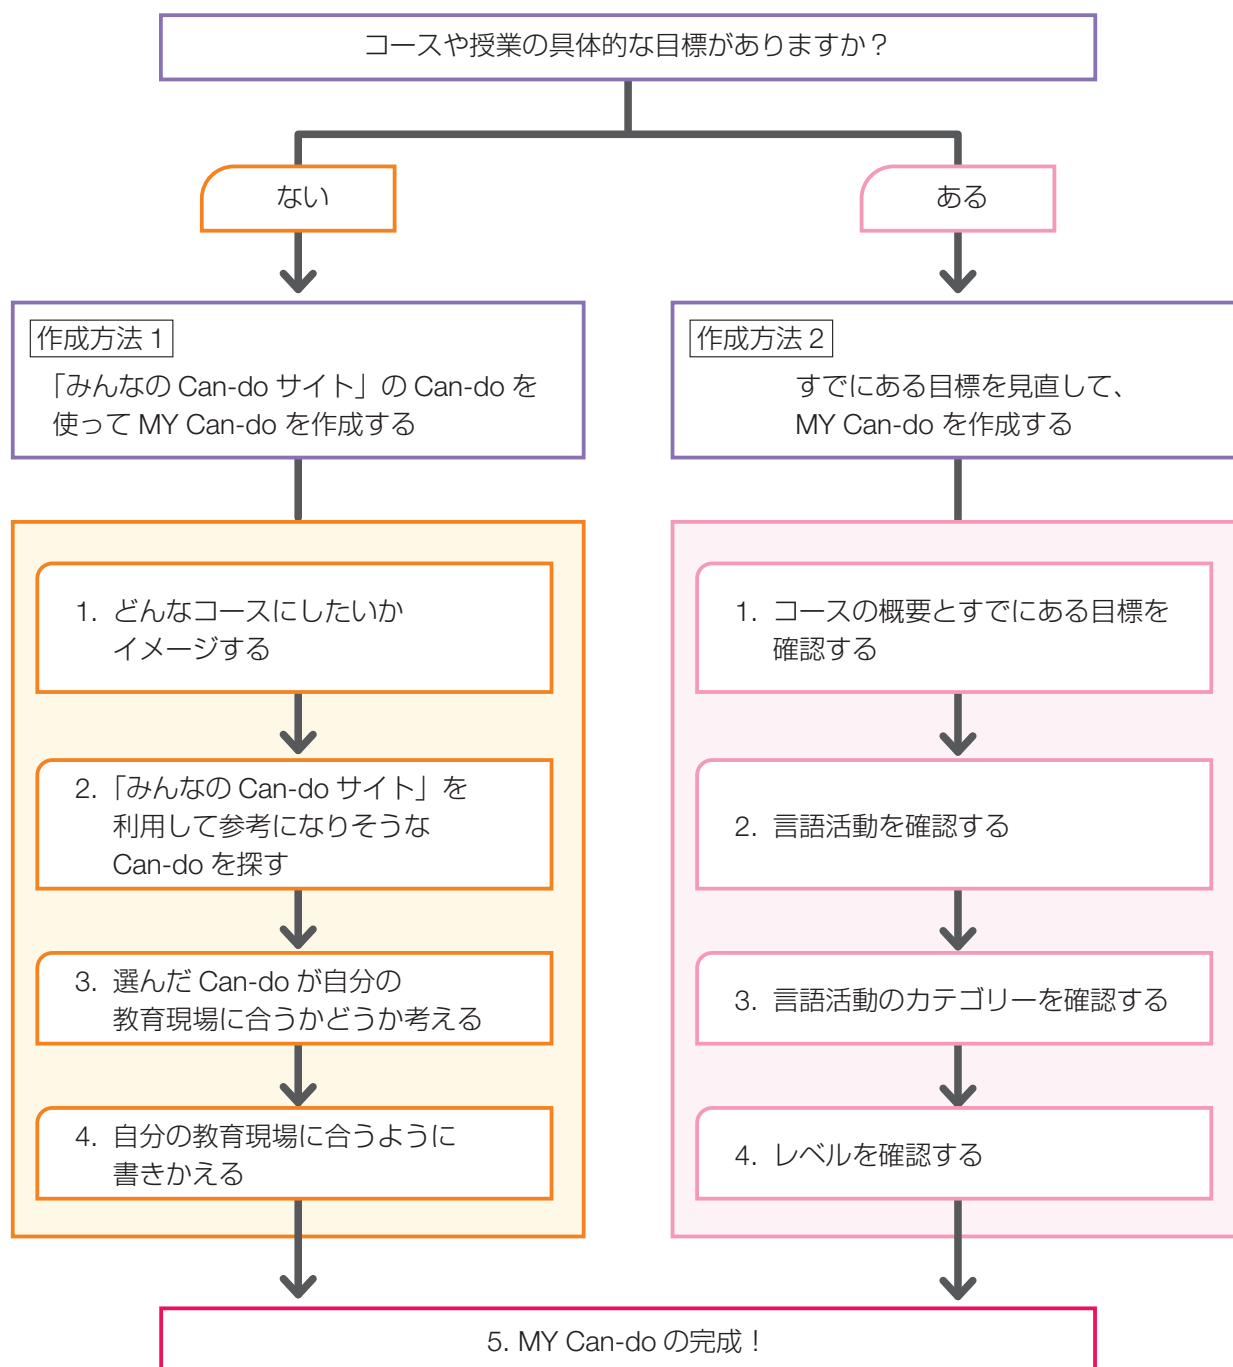 コースや授業の具体的な目標がありますか？
ない
ある
作成方法 1
「みんなの Can-do サイト」の Can-do を
使って MY Can-do を作成する
作成方法 2
すでにある目標を見直して、
MY Can-do を作成する
1. どんなコースにしたいか
イメージする
2. 「みんなの Can-do サイト」を
利用して参考になりそうな
Can-do を探す
3. 選んだ Can-do が自分の
教育現場に合うかどうか考える
4. 自分の教育現場に合うように
書きかえる
1. コースの概要とすでにある目標を
確認する
2. 言語活動を確認する
3. 言語活動のカテゴリーを確認する
4. レベルを確認する
5. MY Can-do の完成！